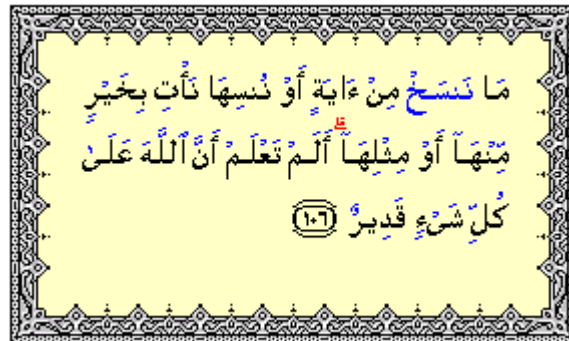 مَا نَنسَخْ مِنْ ءَايَةٍ أَوْ نُنسِهَا نَأْتِ بِخَيْرٍ
مِّنْهَآ أَوْ مِثْلِهَآ ۗ أَلَمْ تَعْلَمْ أَنَّ ٱللَّهَ عَلَىٰ
كُلِّ شَىْءٍ قَدِيرٌ ١٠٦